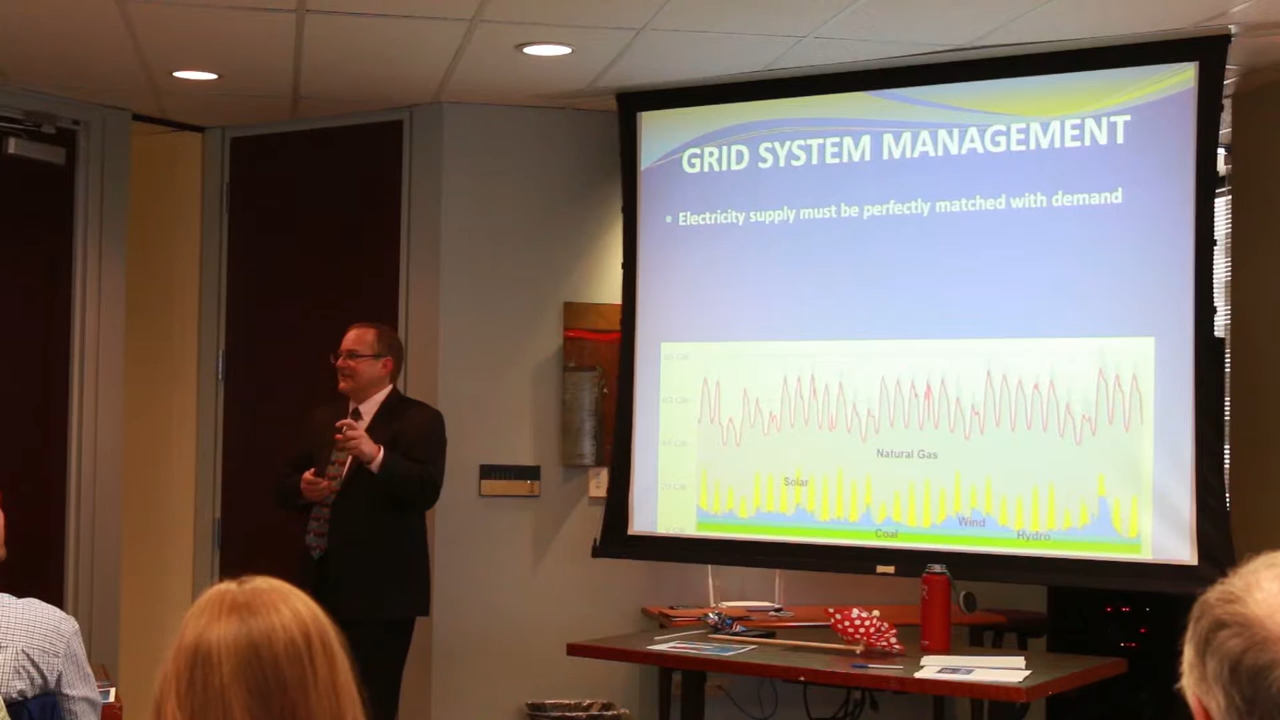 GRID SYSTEM MANAGEMENT
• Electricity supply must be perfectly matched with demand
Natural Gas
Solar
Wind
Coal
Hydro